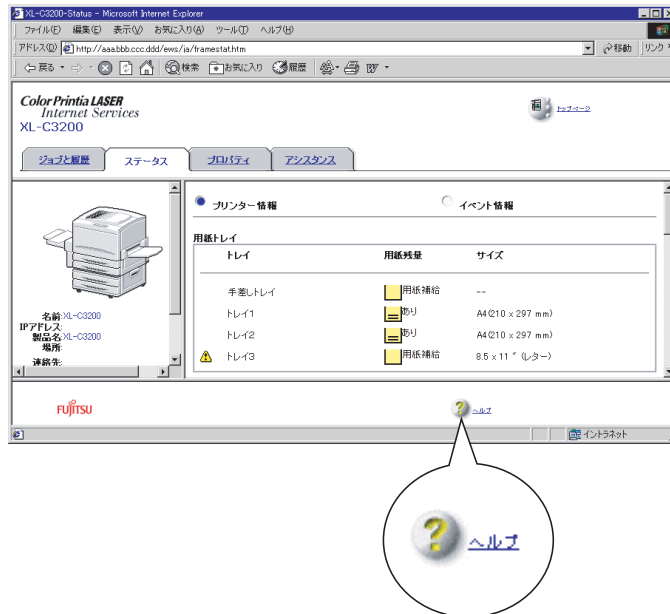 XL-C3200-Status - Microsoft Internet Explorer
ファイル(F) 編集(E) 表示(V) お気に入り(A) ツール(T) ヘルプ(H)
アドレス(D) http://aaa.bbb.ccc.ddd/ews/ja/framestat.htm 移動 リンク
戻る 検索 お気に入り 履歴
Color Printia LASER
Internet Services
XL-C3200
トップページ
ジョブと履歴 ステータス プロパティ アシスタンス
プリンター情報 イベント情報
用紙トレイ
トレイ 用紙残量 サイズ
手差しトレイ 用紙補給 --
トレイ1 あり A4(210 x 297 mm)
トレイ2 あり A4(210 x 297 mm)
トレイ3 用紙補給 8.5 x 11 " (レター)
名前:XL-C3200
IPアドレス:
製品名:XL-C3200
場所:
連絡先:
FUJITSU
ヘルプ
イントラネット
ヘルプ